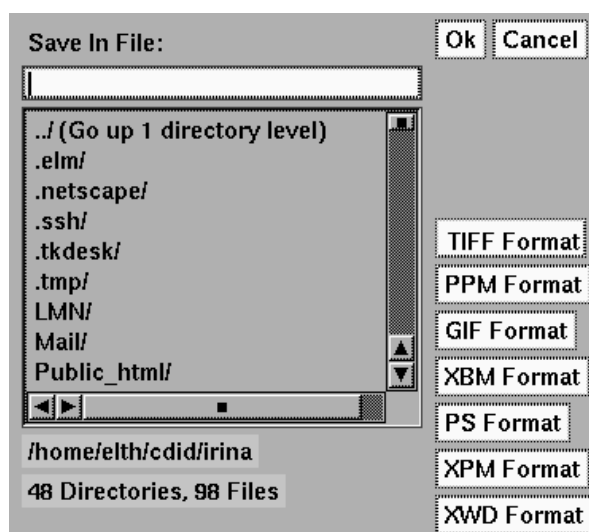 Save In File:
Ok
Cancel
../ (Go up 1 directory level)
.elm/
.netscape/
.ssh/
.tkdesk/
.tmp/
LMN/
Mail/
Public_html/
/home/elth/cdid/irina
48 Directories, 98 Files
TIFF Format
PPM Format
GIF Format
XBM Format
PS Format
XPM Format
XWD Format